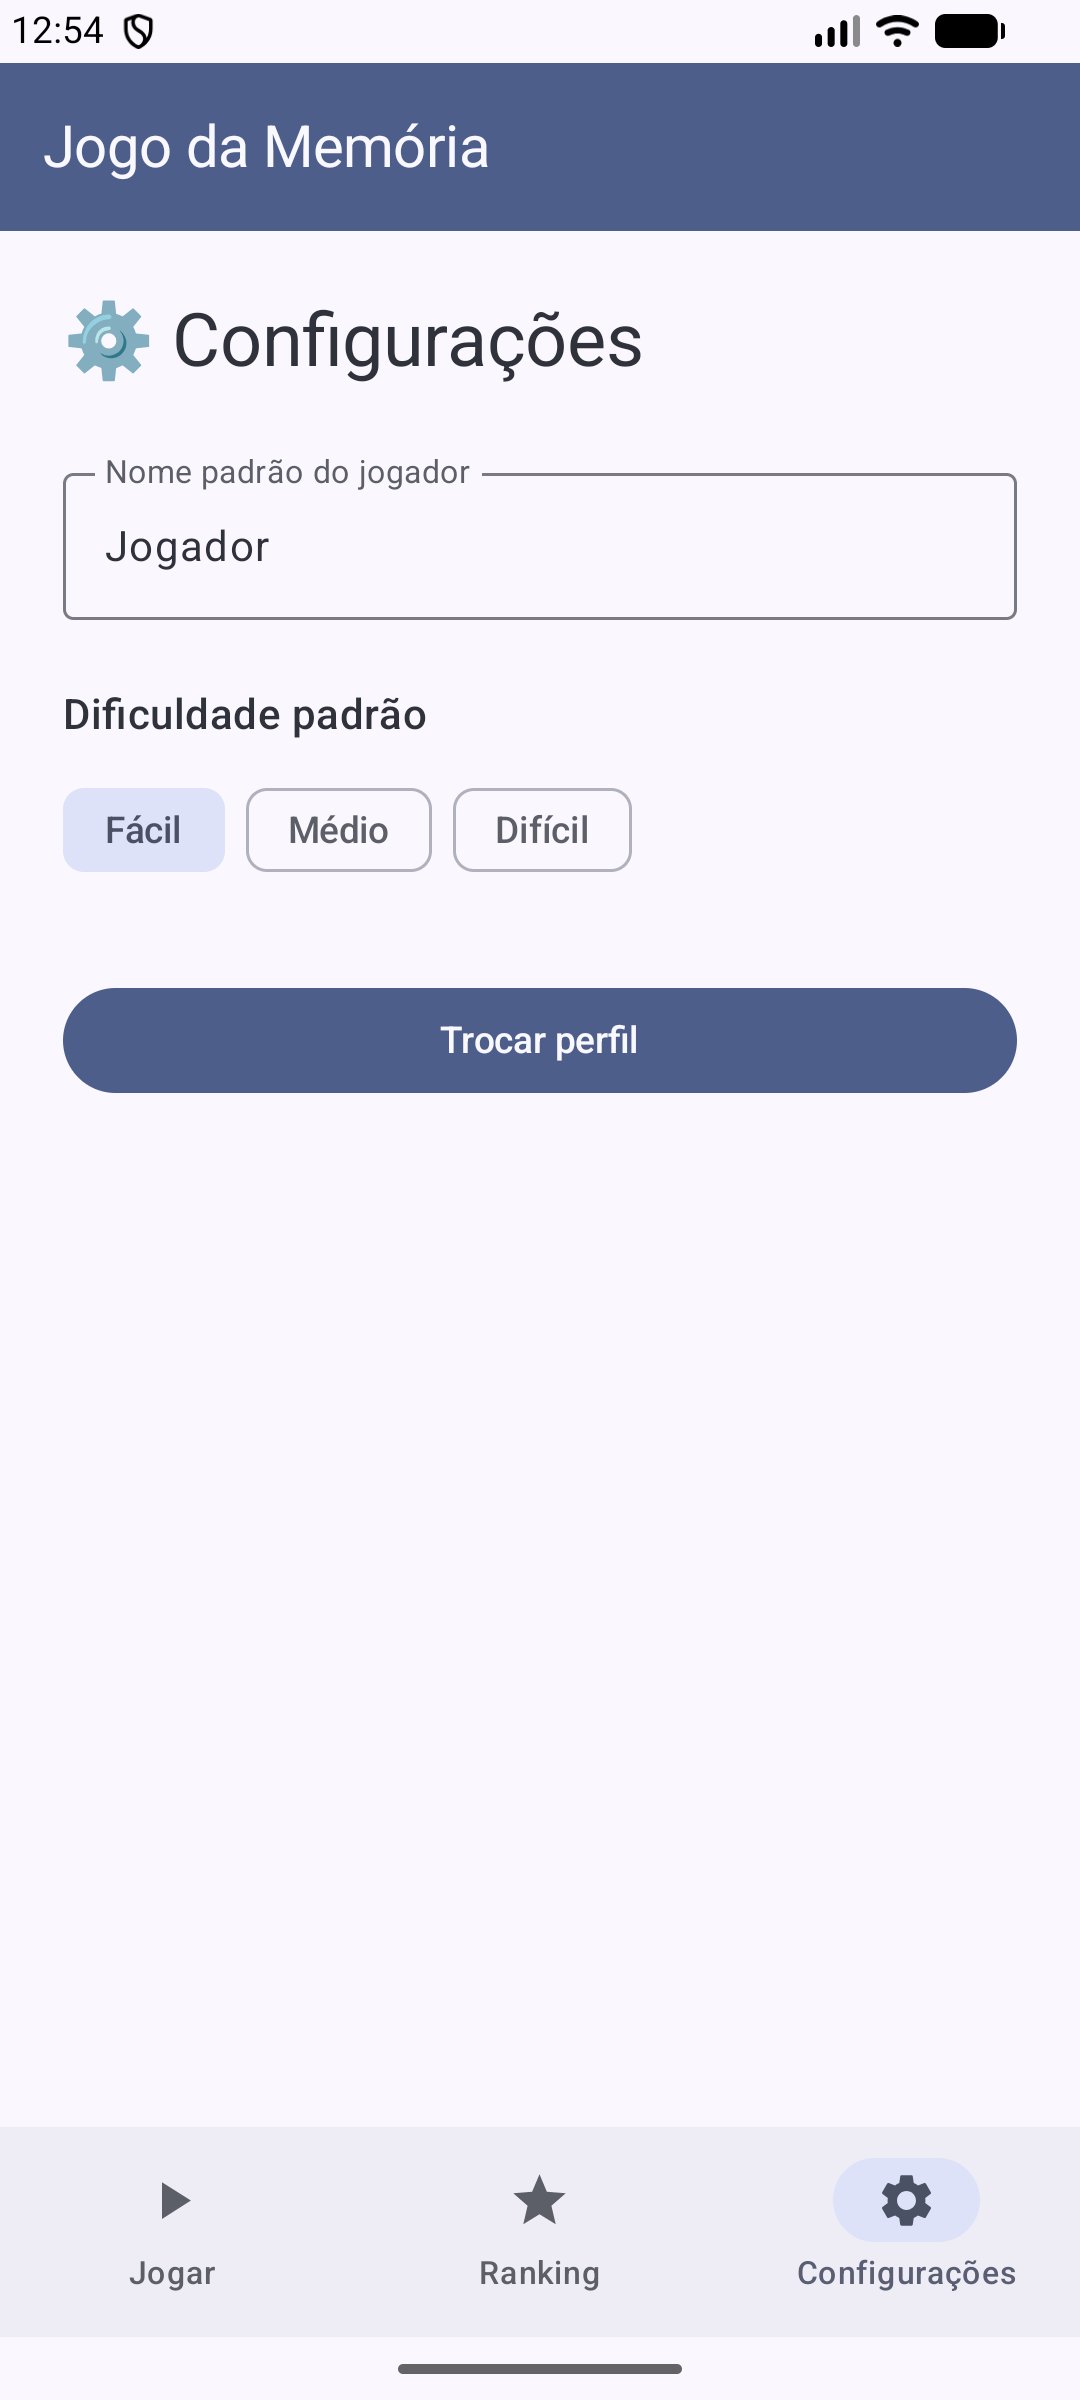 12:54
Jogo da Memória
⚙️ Configurações
Nome padrão do jogador
Jogador
Dificuldade padrão
Fácil Médio Difícil
Trocar perfil
Jogar Ranking Configurações